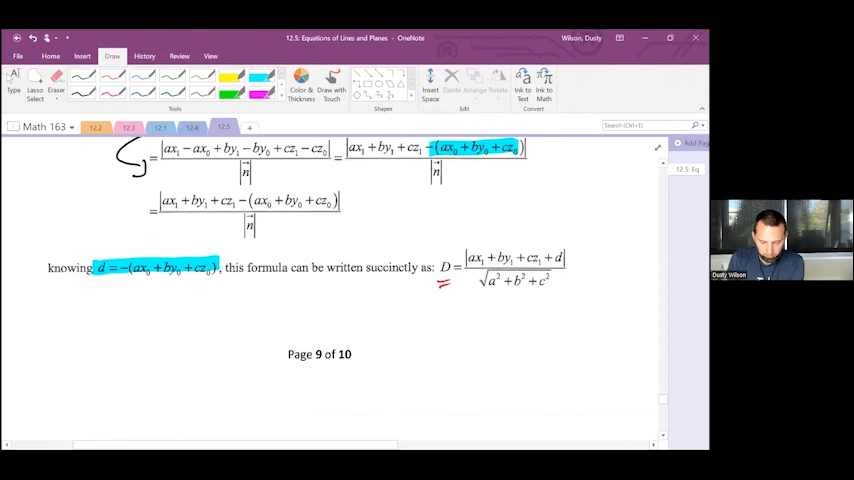 12.5: Equations of Lines and Planes - OneNote
Wilson, Dusty
File Home Insert Draw History Review View
Type
Lasso Select
Eraser
Color & Thickness
Draw with Touch
Insert Space
Delete
Arrange
Rotate
Ink to Text
Ink to Math
Tools
Shapes
Edit
Convert
Math 163
12.2 12.3 12.1 12.4 12.5 +
Search (Ctrl+E)
Add Pag
12.5: Eq
= |ax₁ − ax₀ + by₁ − by₀ + cz₁ − cz₀| / |n⃗| = |ax₁ + by₁ + cz₁ − (ax₀ + by₀ + cz₀)| / |n⃗|
= |ax₁ + by₁ + cz₁ − (ax₀ + by₀ + cz₀)| / |n⃗|
knowing d = −(ax₀ + by₀ + cz₀), this formula can be written succinctly as: D = |ax₁ + by₁ + cz₁ + d| / √(a² + b² + c²)
Page 9 of 10
Dusty Wilson